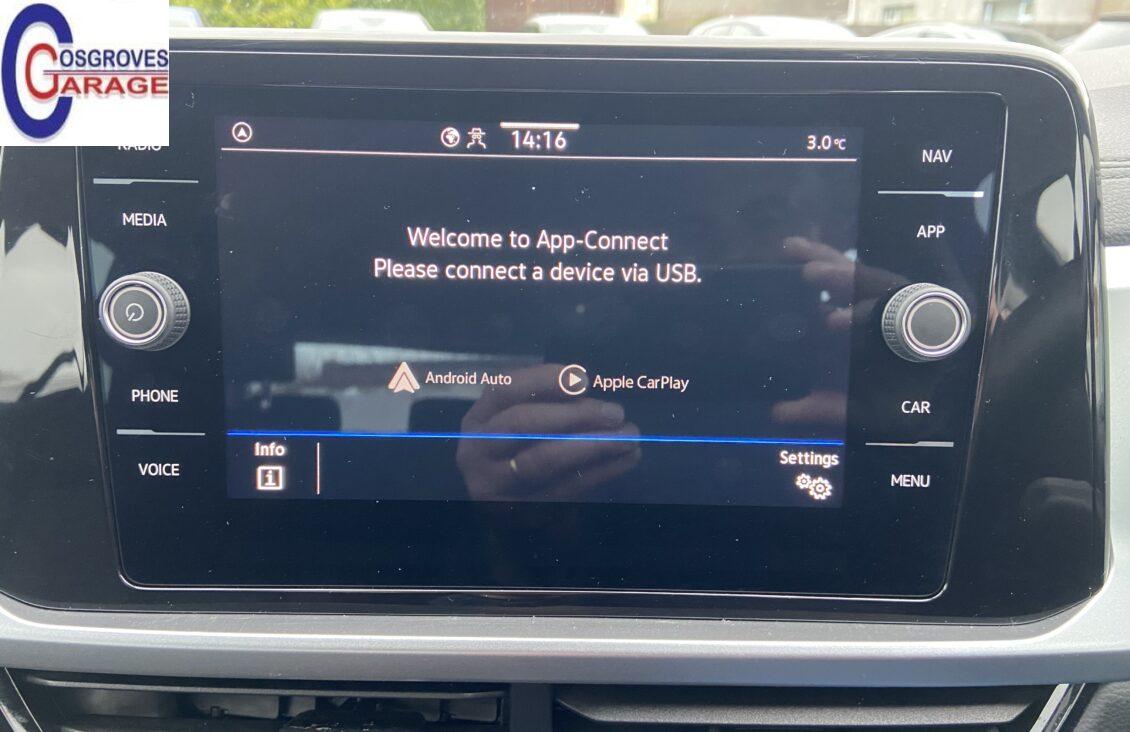 COSGROVES
GARAGE
RADIO
MEDIA
PHONE
VOICE
14:16
3.0 °C
Welcome to App-Connect
Please connect a device via USB.
Android Auto
Apple CarPlay
Info
Settings
NAV
APP
CAR
MENU